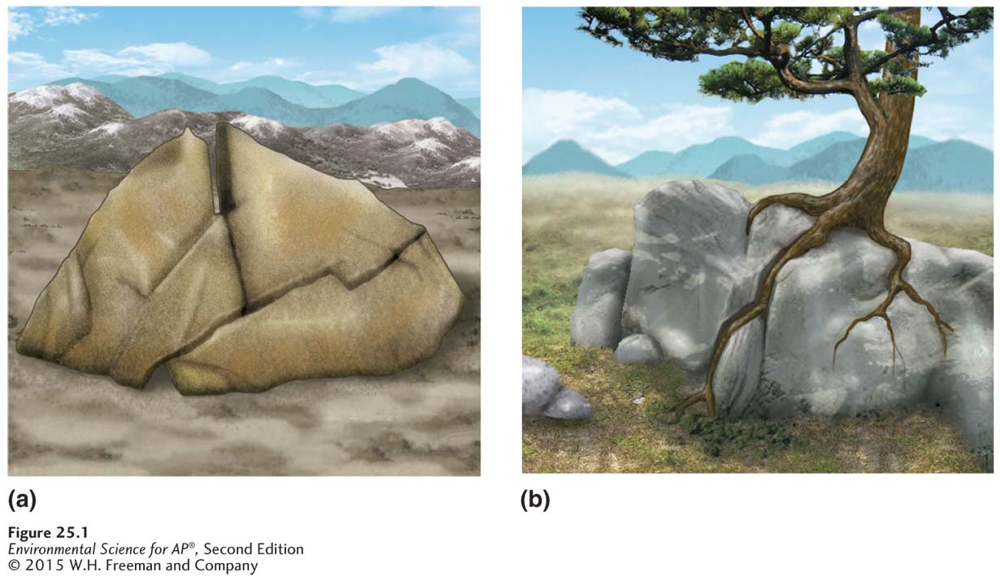 (a)
(b)
Figure 25.1
Environmental Science for AP®, Second Edition
© 2015 W.H. Freeman and Company